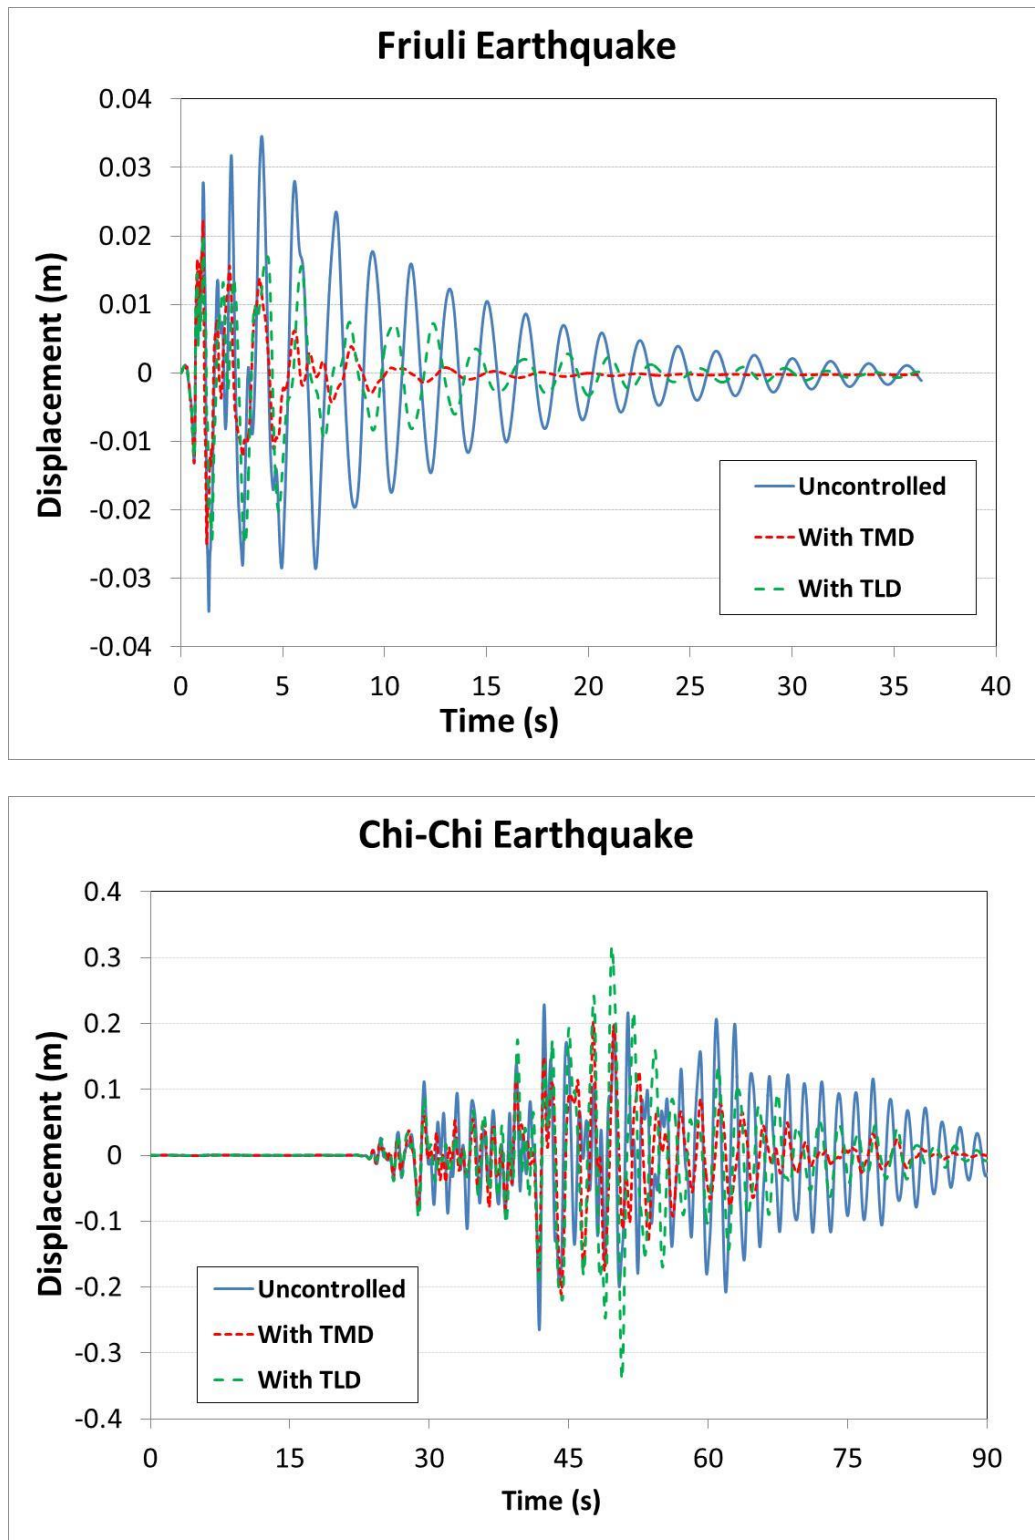 Friuli Earthquake
0.04
0.03
0.02
0.01
0
-0.01
-0.02
-0.03
-0.04
Displacement (m)
Uncontrolled
With TMD
With TLD
0 5 10 15 20 25 30 35 40
Time (s)
Chi-Chi Earthquake
0.4
0.3
0.2
0.1
0
-0.1
-0.2
-0.3
-0.4
Displacement (m)
Uncontrolled
With TMD
With TLD
0 15 30 45 60 75 90
Time (s)